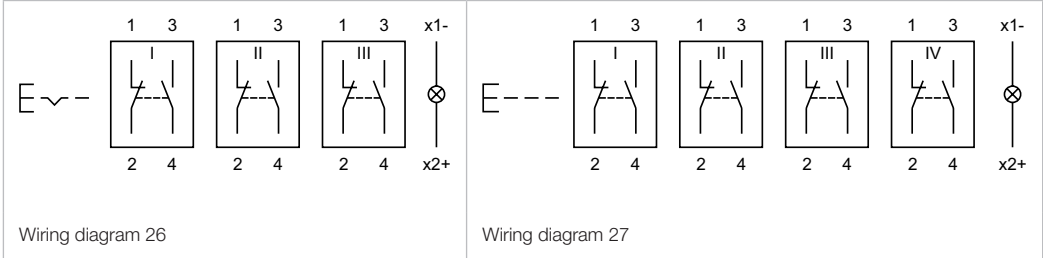 1 3 1 3 1 3 x1-
I II III
2 4 2 4 2 4 x2+
Wiring diagram 26
1 3 1 3 1 3 1 3 x1-
I II III IV
2 4 2 4 2 4 2 4 x2+
Wiring diagram 27